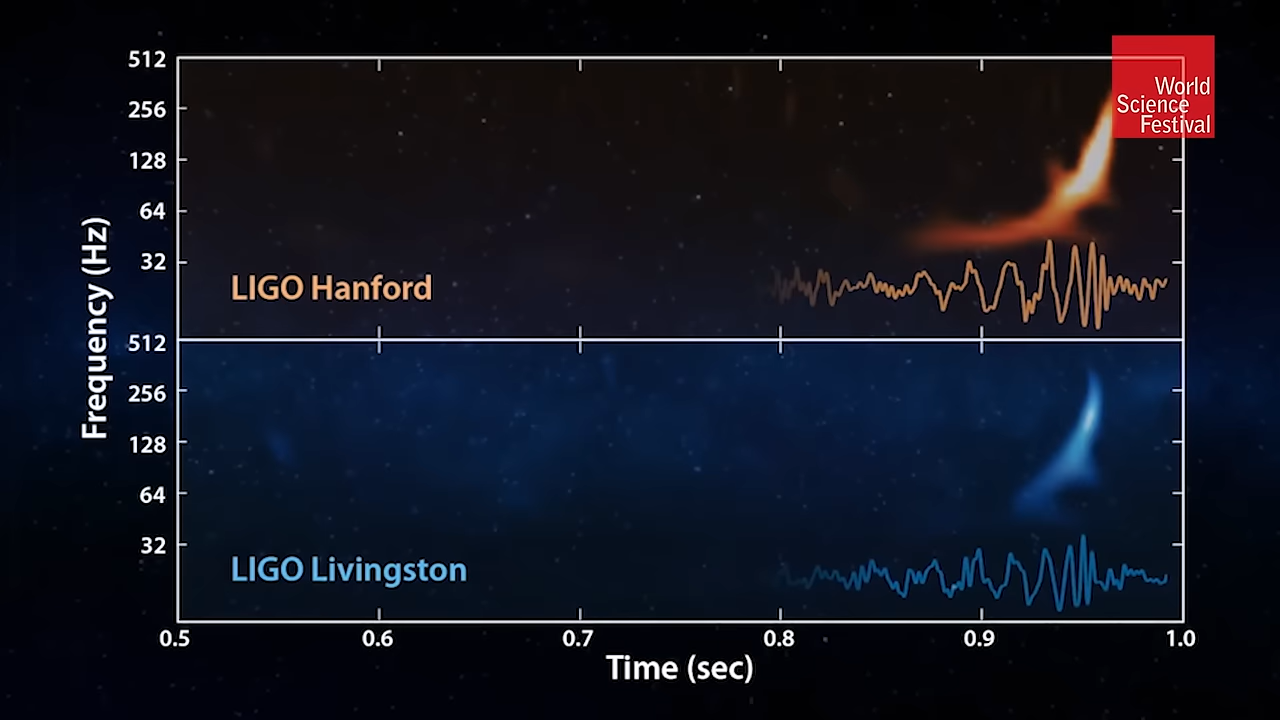 World
Science
Festival
Frequency (Hz)
512
256
128
64
32
LIGO Hanford
512
256
128
64
32
LIGO Livingston
0.5 0.6 0.7 0.8 0.9 1.0
Time (sec)